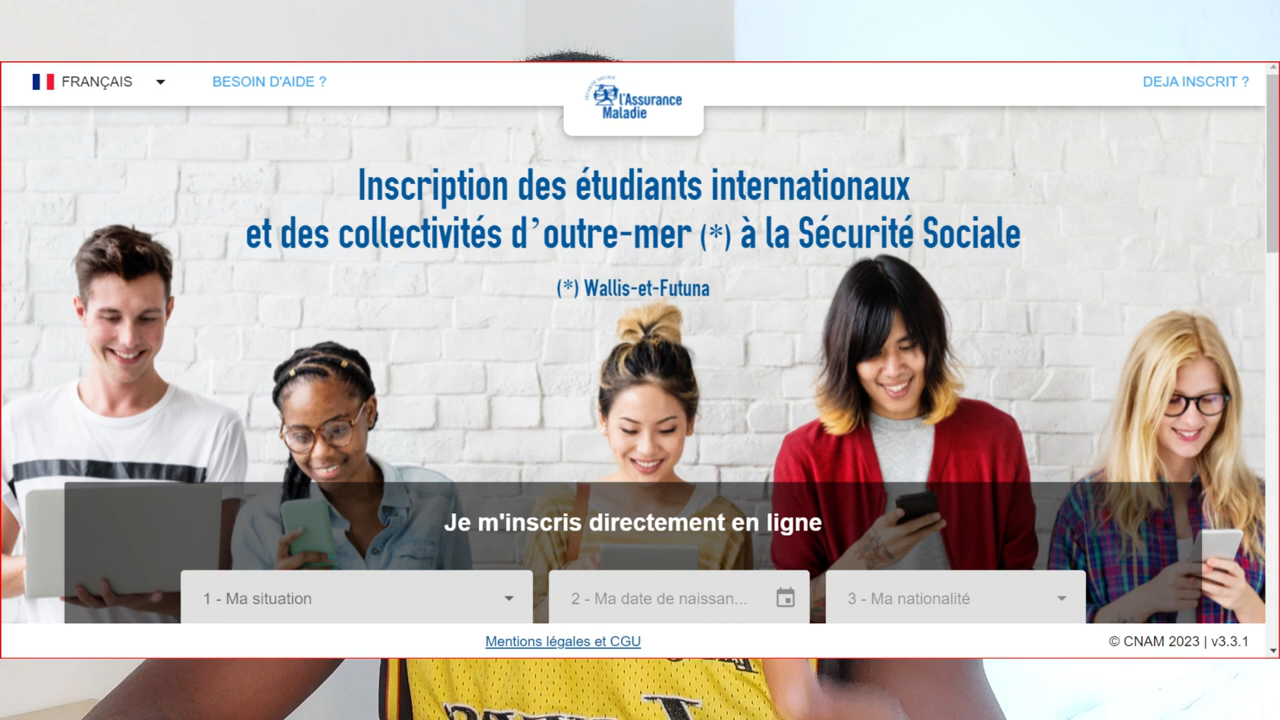 FRANÇAIS
BESOIN D'AIDE ?
l'Assurance
Maladie
DEJA INSCRIT ?
Inscription des étudiants internationaux
et des collectivités d’outre-mer (*) à la Sécurité Sociale
(*) Wallis-et-Futuna
Je m'inscris directement en ligne
1 - Ma situation
2 - Ma date de naissan...
3 - Ma nationalité
Mentions légales et CGU
© CNAM 2023 | v3.3.1